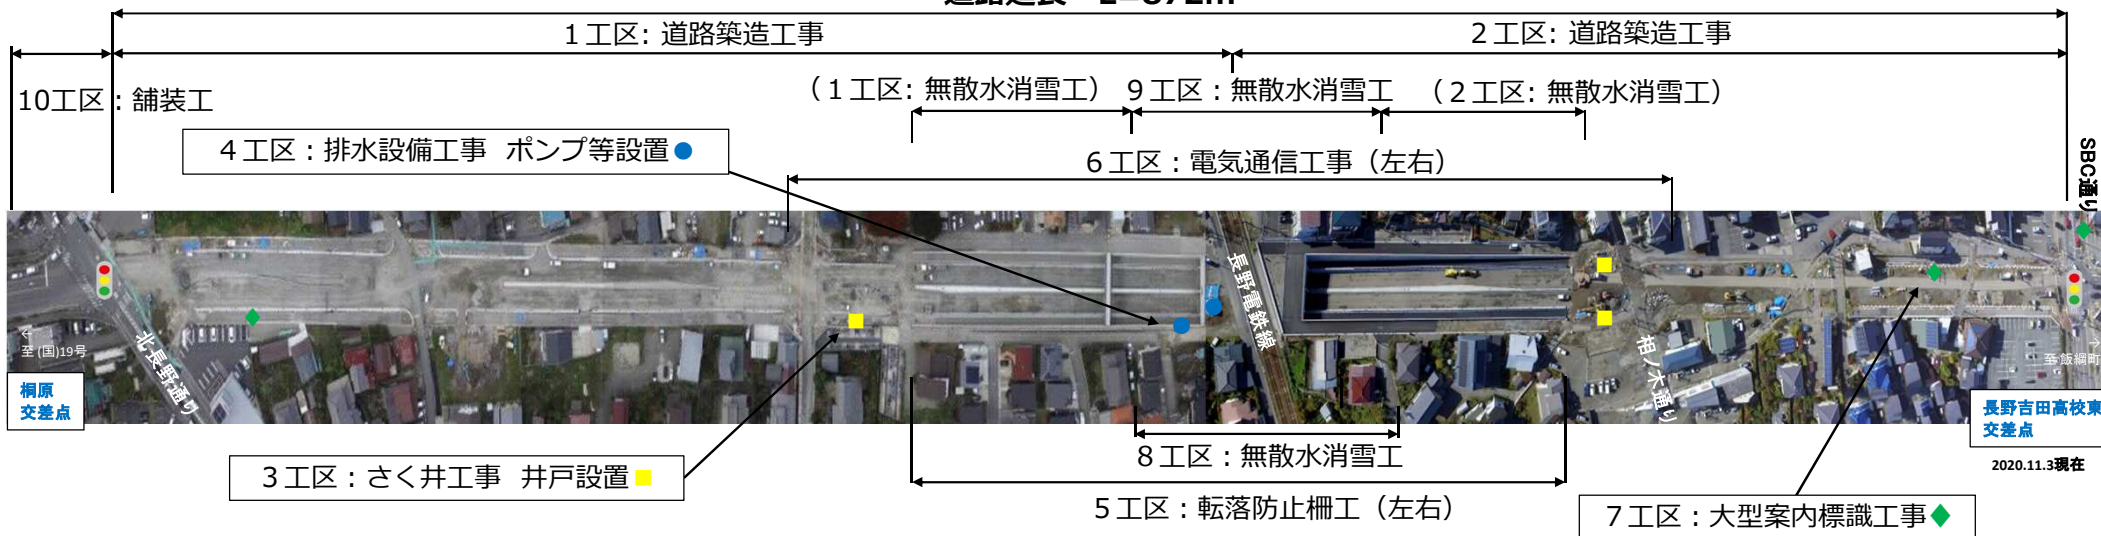 １工区: 道路築造工事
２工区: 道路築造工事
10工区：舗装工
（１工区: 無散水消雪工）
９工区：無散水消雪工
（２工区: 無散水消雪工）
４工区：排水設備工事 ポンプ等設置
６工区：電気通信工事（左右）
SBC通り
長野電鉄線
北長野通り
相ノ木通り
←
至 (国)19号
→
至 飯綱町
桐原
交差点
長野吉田高校東
交差点
2020.11.3現在
８工区：無散水消雪工
３工区：さく井工事 井戸設置
５工区：転落防止柵工（左右）
７工区：大型案内標識工事